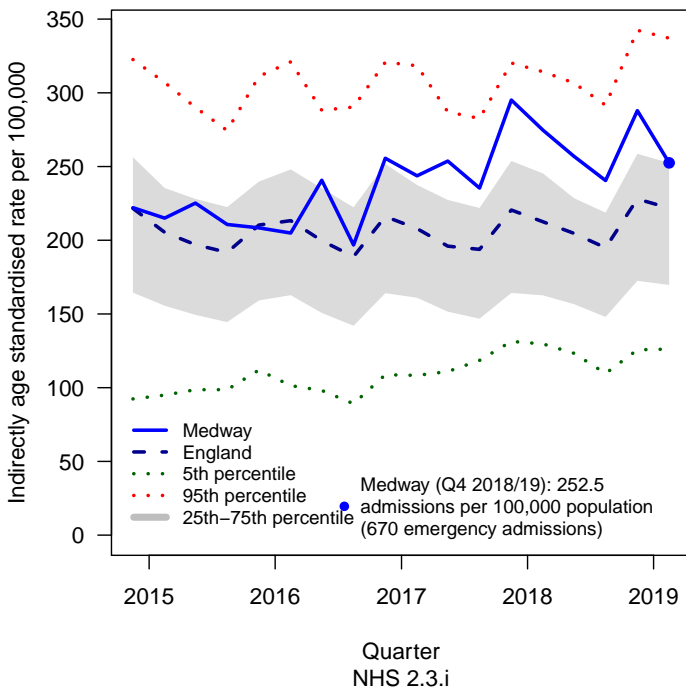 Indirectly age standardised rate per 100,000
350
300
250
200
150
100
50
0
Medway
England
5th percentile
95th percentile
25th−75th percentile
Medway (Q4 2018/19): 252.5
admissions per 100,000 population
(670 emergency admissions)
2015 2016 2017 2018 2019
Quarter
NHS 2.3.i